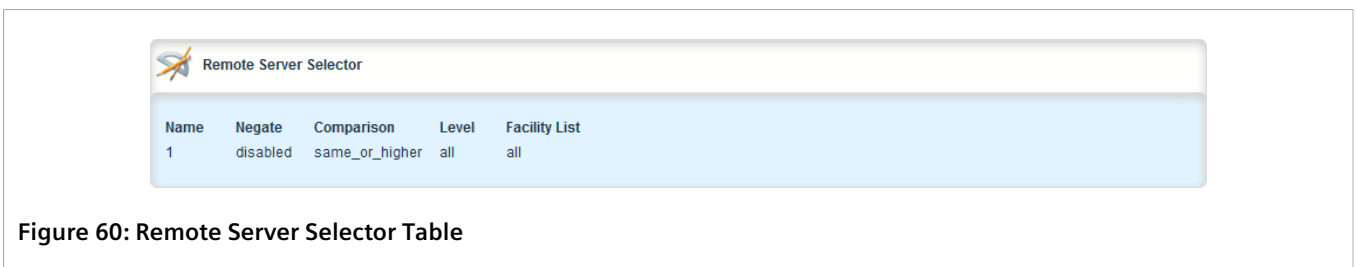 Remote Server Selector
Name Negate Comparison Level Facility List
1 disabled same_or_higher all all
Figure 60: Remote Server Selector Table